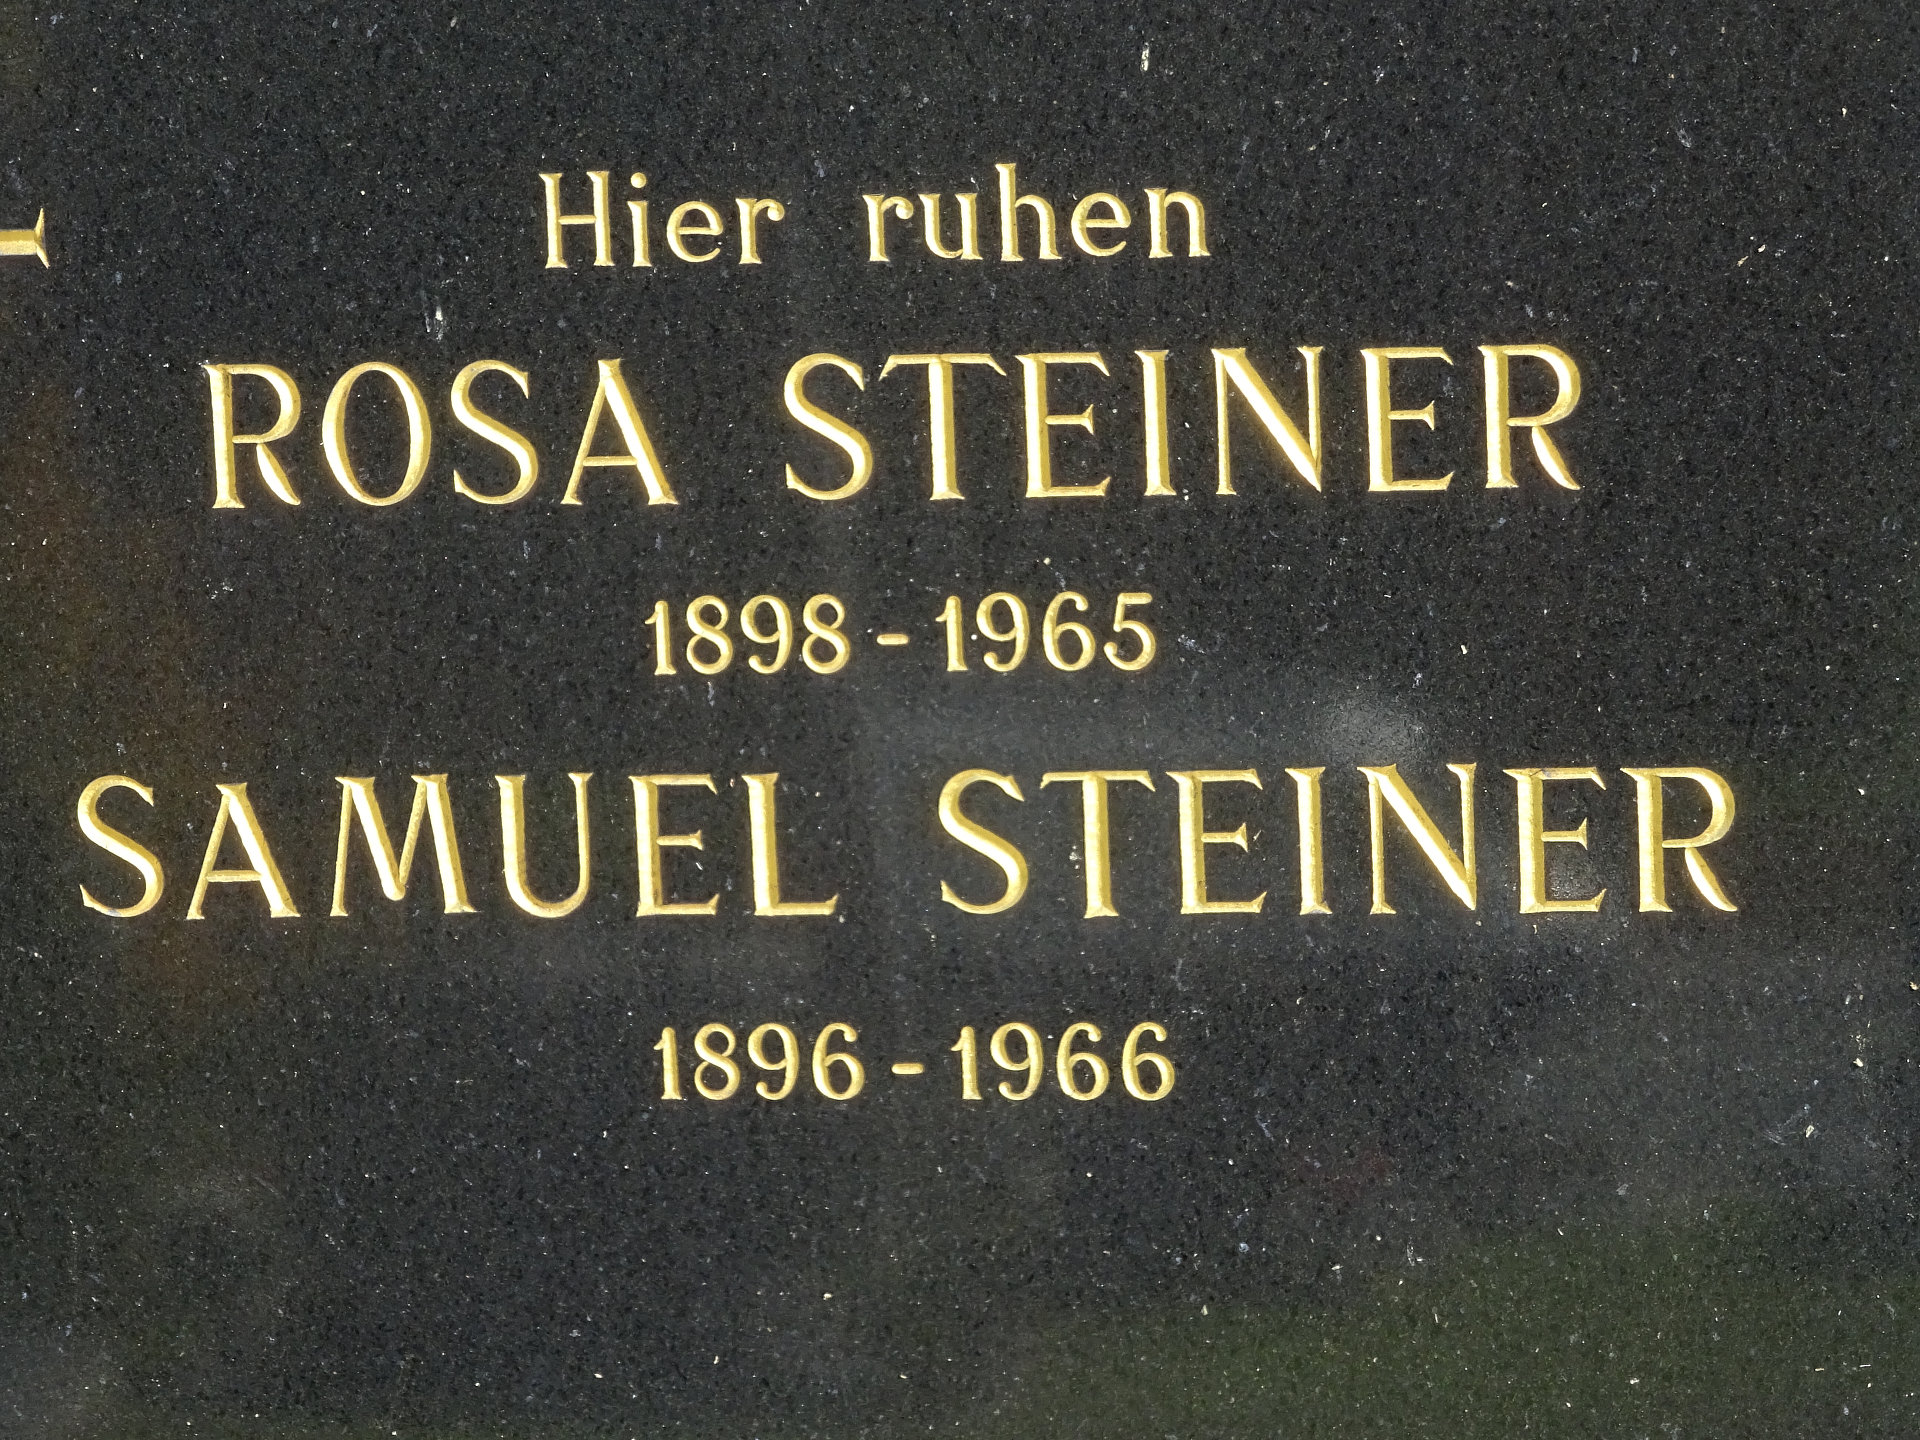 Hier ruhen
ROSA STEINER
1898 - 1965
SAMUEL STEINER
1896 - 1966